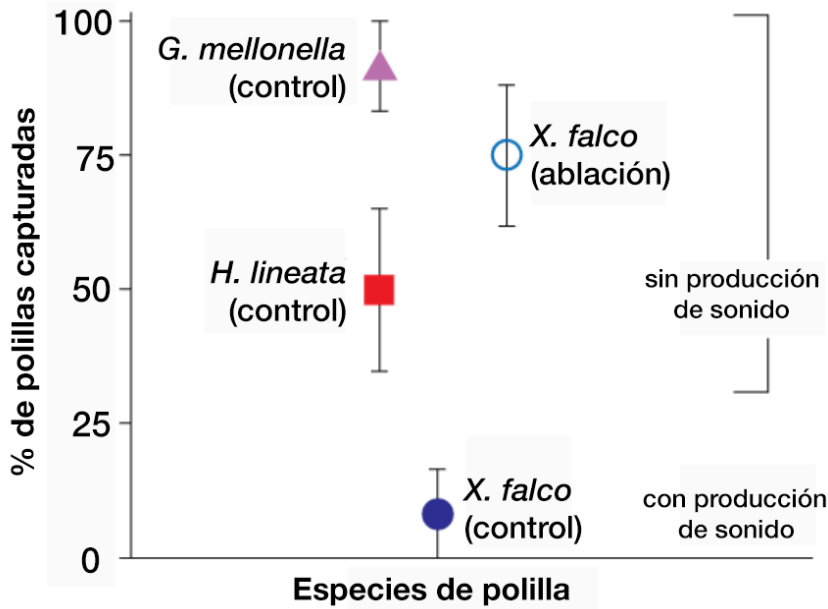 % de polillas capturadas
100
75
50
25
0
G. mellonella
(control)
X. falco
(ablación)
H. lineata
(control)
X. falco
(control)
sin producción
de sonido
con producción
de sonido
Especies de polilla